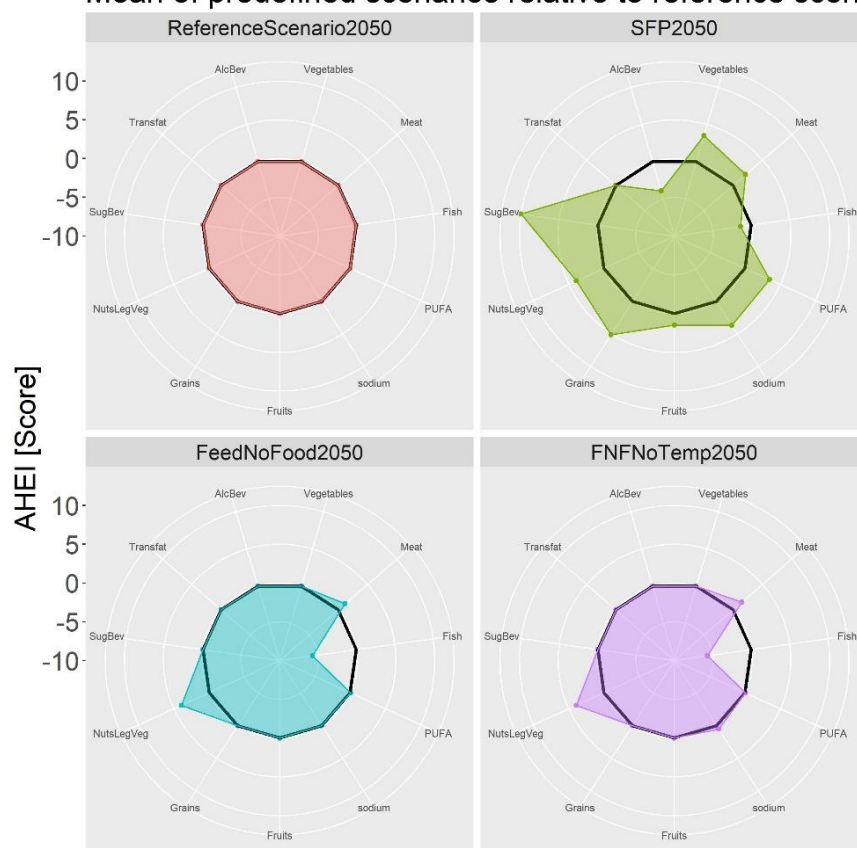 Mean of predefined scenarios relative to reference scen
ReferenceScenario2050
SFP2050
AlcBev
Vegetables
Meat
Fish
PUFA
sodium
Fruits
Grains
NutsLegVeg
SugBev
Transfat
AlcBev
Vegetables
Meat
Fish
PUFA
sodium
Fruits
Grains
NutsLegVeg
SugBev
Transfat
10
5
0
-5
-10
AHEI [Score]
FeedNoFood2050
FNFNoTemp2050
AlcBev
Vegetables
Meat
Fish
PUFA
sodium
Fruits
Grains
NutsLegVeg
SugBev
Transfat
AlcBev
Vegetables
Meat
Fish
PUFA
sodium
Fruits
Grains
NutsLegVeg
SugBev
Transfat
10
5
0
-5
-10